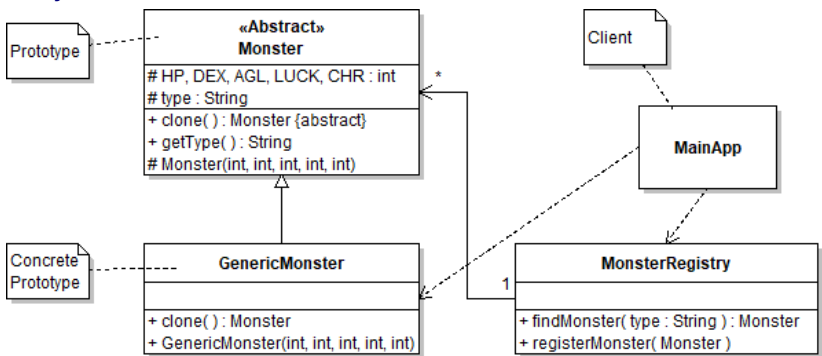 «Abstract»
Monster
Prototype
# HP, DEX, AGL, LUCK, CHR : int
# type : String
+ clone( ) : Monster {abstract}
+ getType( ) : String
# Monster(int, int, int, int, int)
*
Client
MainApp
Concrete
Prototype
GenericMonster
+ clone( ) : Monster
+ GenericMonster(int, int, int, int, int)
1
MonsterRegistry
+ findMonster( type : String ) : Monster
+ registerMonster( Monster )